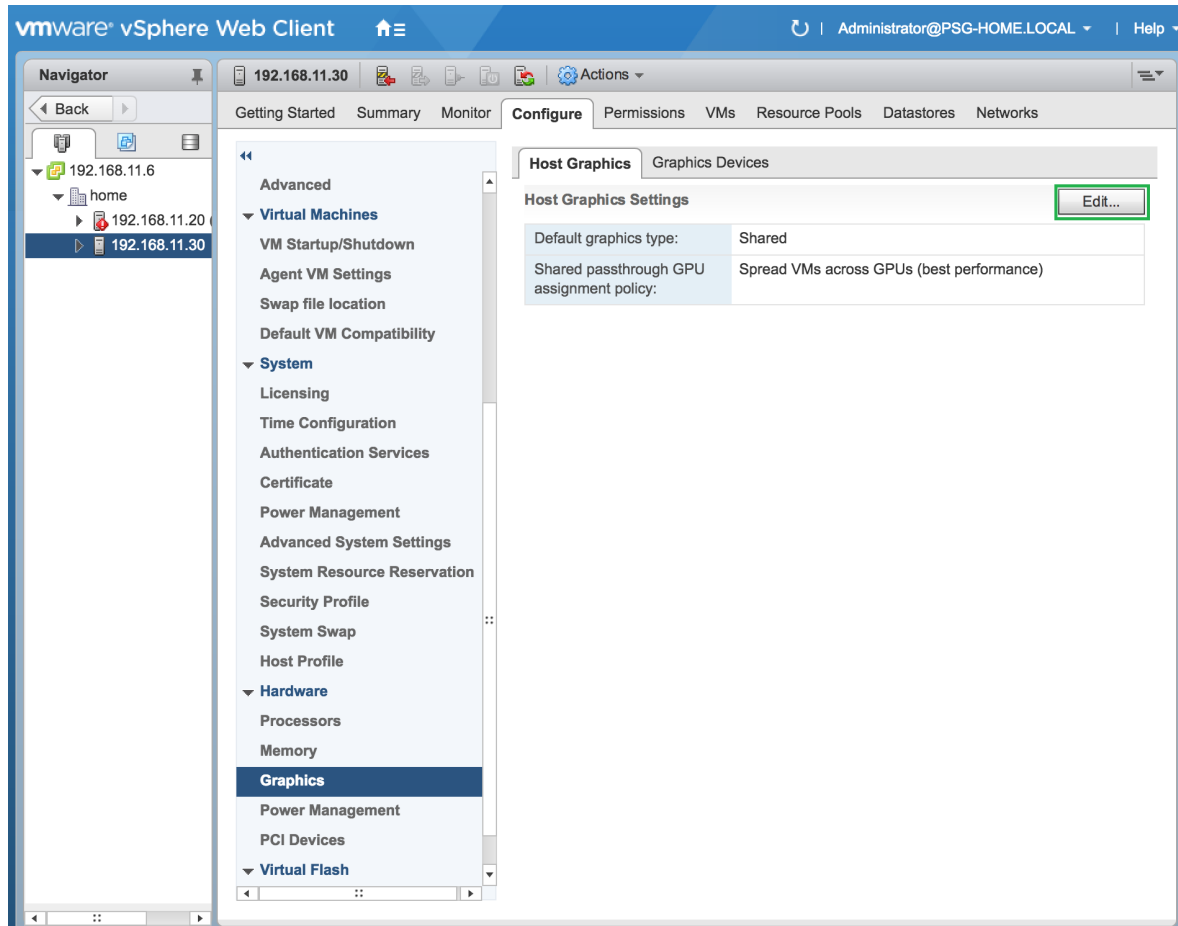 vmware® vSphere Web Client
Administrator@PSG-HOME.LOCAL
Help
Navigator
Back
192.168.11.6
home
192.168.11.20 (
192.168.11.30
192.168.11.30
Actions
Getting Started Summary Monitor Configure Permissions VMs Resource Pools Datastores Networks
Advanced
Virtual Machines
VM Startup/Shutdown
Agent VM Settings
Swap file location
Default VM Compatibility
System
Licensing
Time Configuration
Authentication Services
Certificate
Power Management
Advanced System Settings
System Resource Reservation
Security Profile
System Swap
Host Profile
Hardware
Processors
Memory
Graphics
Power Management
PCI Devices
Virtual Flash
Host Graphics Graphics Devices
Host Graphics Settings
Edit...
Default graphics type: Shared
Shared passthrough GPU Spread VMs across GPUs (best performance)
assignment policy: